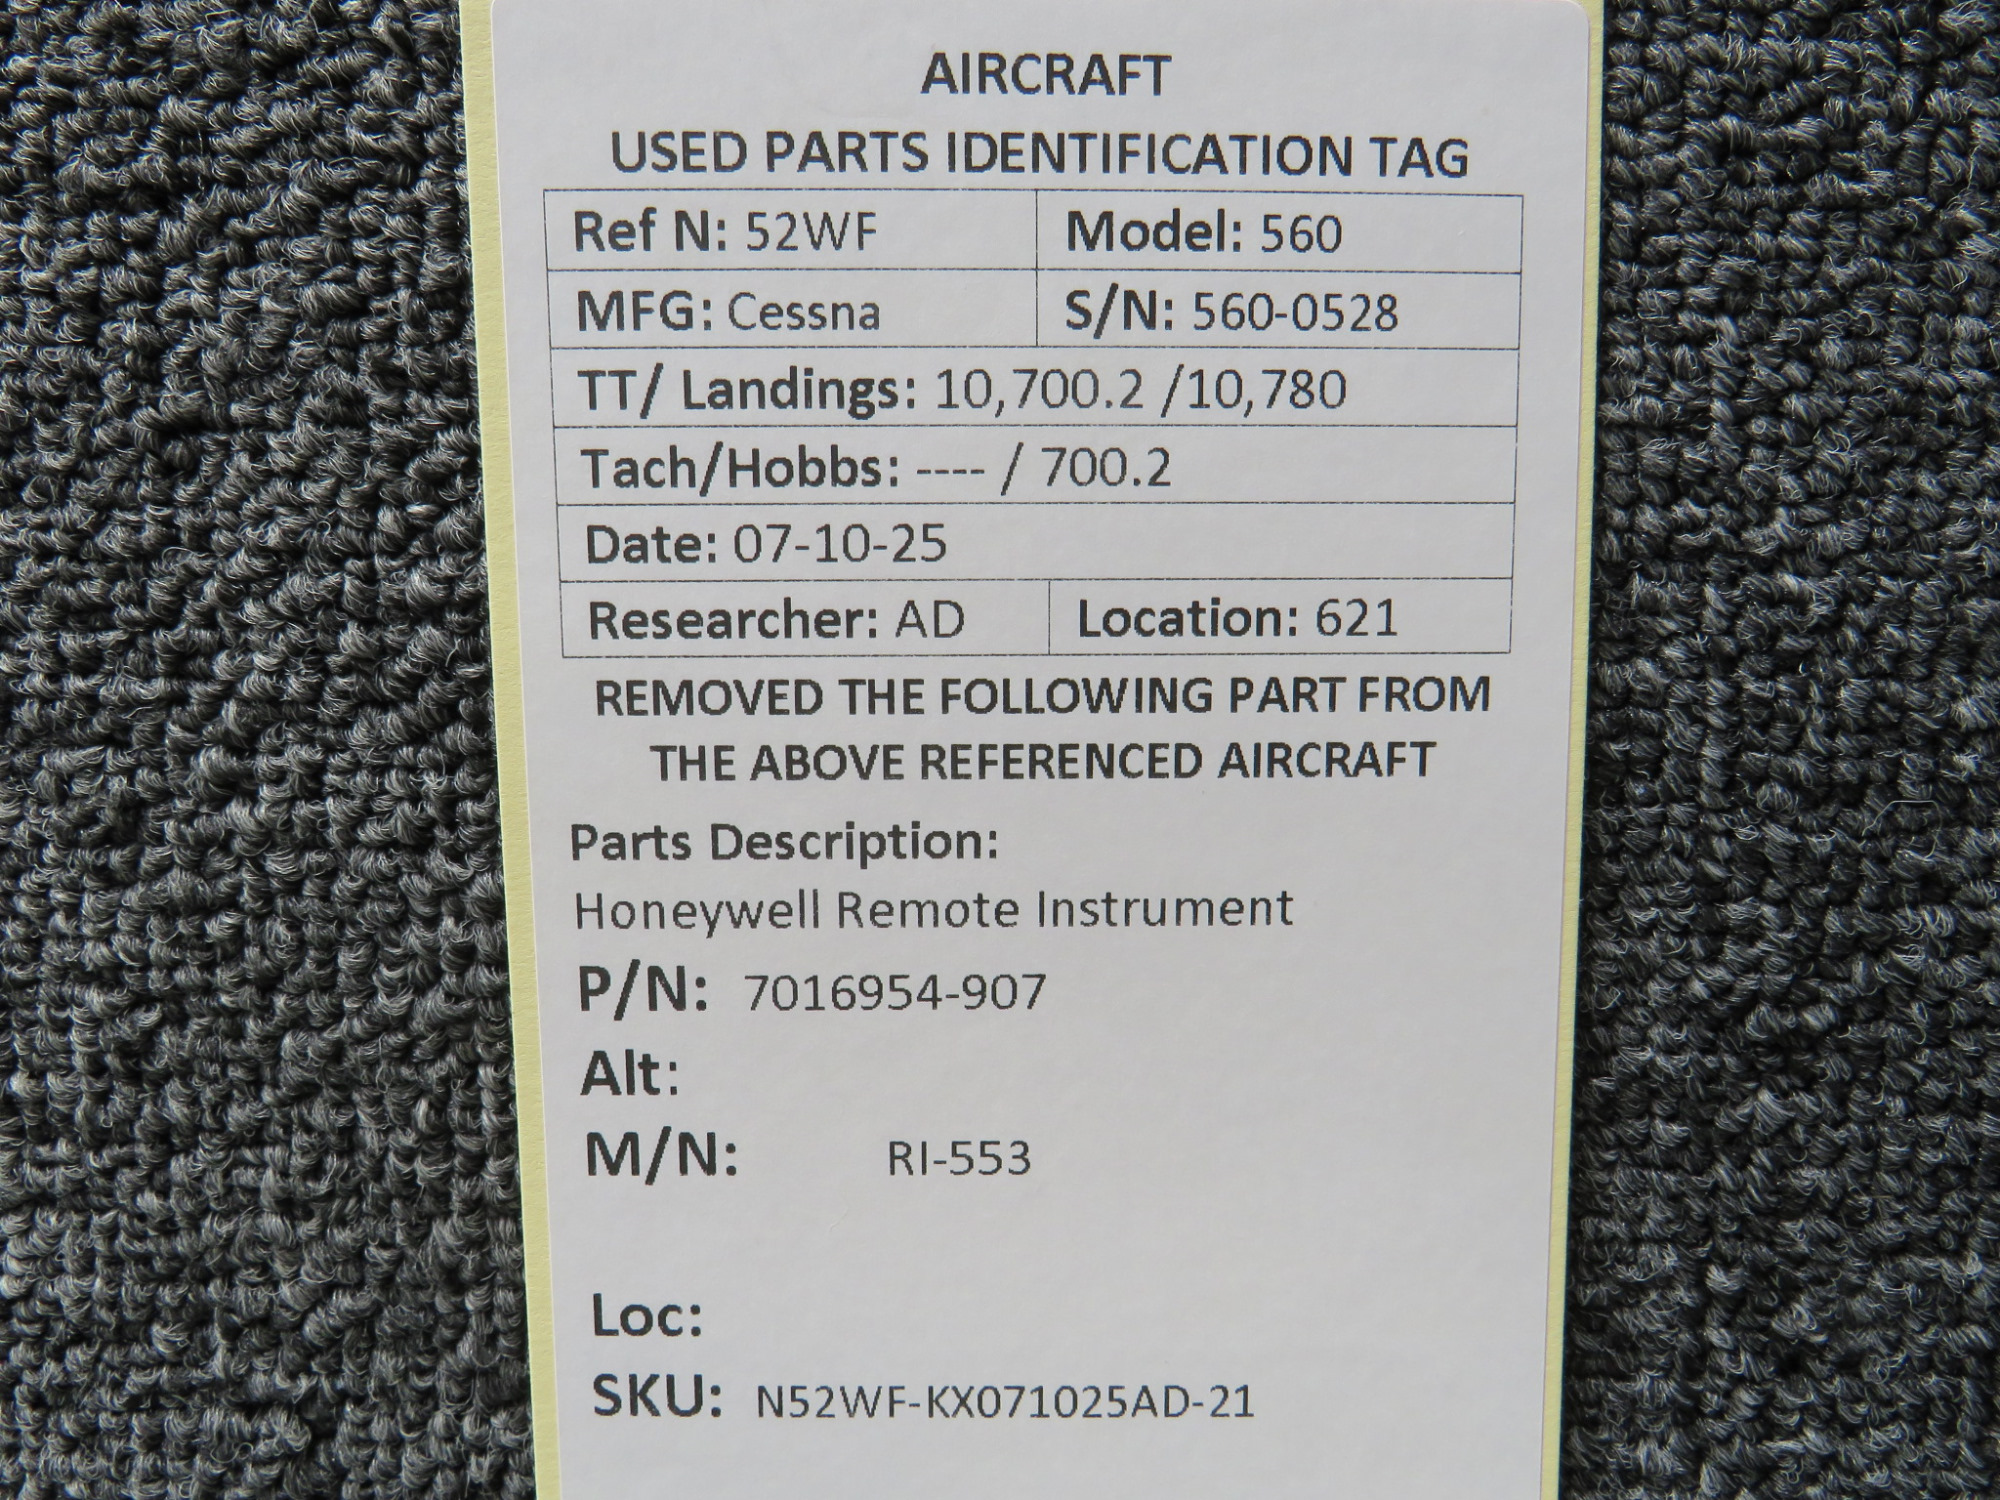 AIRCRAFT
USED PARTS IDENTIFICATION TAG
Ref N: 52WF Model: 560
MFG: Cessna S/N: 560-0528
TT/ Landings: 10,700.2 /10,780
Tach/Hobbs: ---- / 700.2
Date: 07-10-25
Researcher: AD Location: 621
REMOVED THE FOLLOWING PART FROM
THE ABOVE REFERENCED AIRCRAFT
Parts Description:
Honeywell Remote Instrument
P/N: 7016954-907
Alt:
M/N: RI-553
Loc:
SKU: N52WF-KX071025AD-21